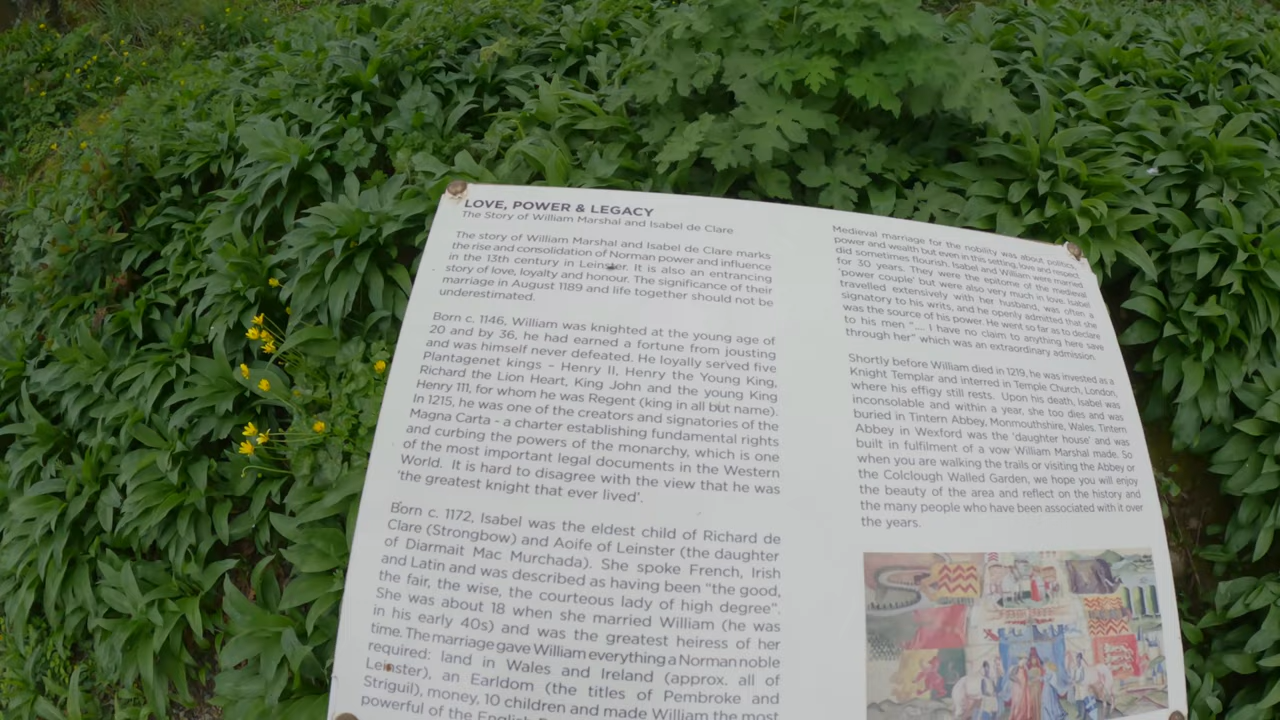 LOVE, POWER & LEGACY
The Story of William Marshal and Isabel de Clare
The story of William Marshal and Isabel de Clare marks
the rise and consolidation of Norman power and influence
in the 13th century in Leinster. It is also an entrancing
story of love, loyalty and honour. The significance of their
marriage in August 1189 and life together should not be
underestimated.
Born c. 1146, William was knighted at the young age of
20 and by 36, he had earned a fortune from jousting
and was himself never defeated. He loyally served five
Plantagenet kings - Henry II, Henry the Young King,
Richard the Lion Heart, King John and the young King
Henry 111, for whom he was Regent (king in all but name).
In 1215, he was one of the creators and signatories of the
Magna Carta - a charter establishing fundamental rights
and curbing the powers of the monarchy, which is one
of the most important legal documents in the Western
World. It is hard to disagree with the view that he was
'the greatest knight that ever lived'.
Born c. 1172, Isabel was the eldest child of Richard de
Clare (Strongbow) and Aoife of Leinster (the daughter
of Diarmait Mac Murchada). She spoke French, Irish
and Latin and was described as having been "the good,
the fair, the wise, the courteous lady of high degree".
She was about 18 when she married William (he was
in his early 40s) and was the greatest heiress of her
time. The marriage gave William everything a Norman noble
required: land in Wales and Ireland (approx. all of
Leinster), an Earldom (the titles of Pembroke and
Striguil), money, 10 children and made William the most
powerful of the English
Medieval marriage for the nobility was about politics,
power and wealth but even in this setting, love and respect
did sometimes flourish. Isabel and William were married
for 30 years. They were the epitome of the medieval
'power couple' but were also very much in love. Isabel
travelled extensively with her husband, was often a
signatory to his writs, and he openly admitted that she
was the source of his power. He went so far as to declare
to his men ".... I have no claim to anything here save
through her" which was an extraordinary admission.
Shortly before William died in 1219, he was invested as a
Knight Templar and interred in Temple Church, London,
where his effigy still rests. Upon his death, Isabel was
inconsolable and within a year, she too dies and was
buried in Tintern Abbey, Monmouthshire, Wales. Tintern
Abbey in Wexford was the 'daughter house' and was
built in fulfilment of a vow William Marshal made. So
when you are walking the trails or visiting the Abbey or
the Colclough Walled Garden, we hope you will enjoy
the beauty of the area and reflect on the history and
the many people who have been associated with it over
the years.